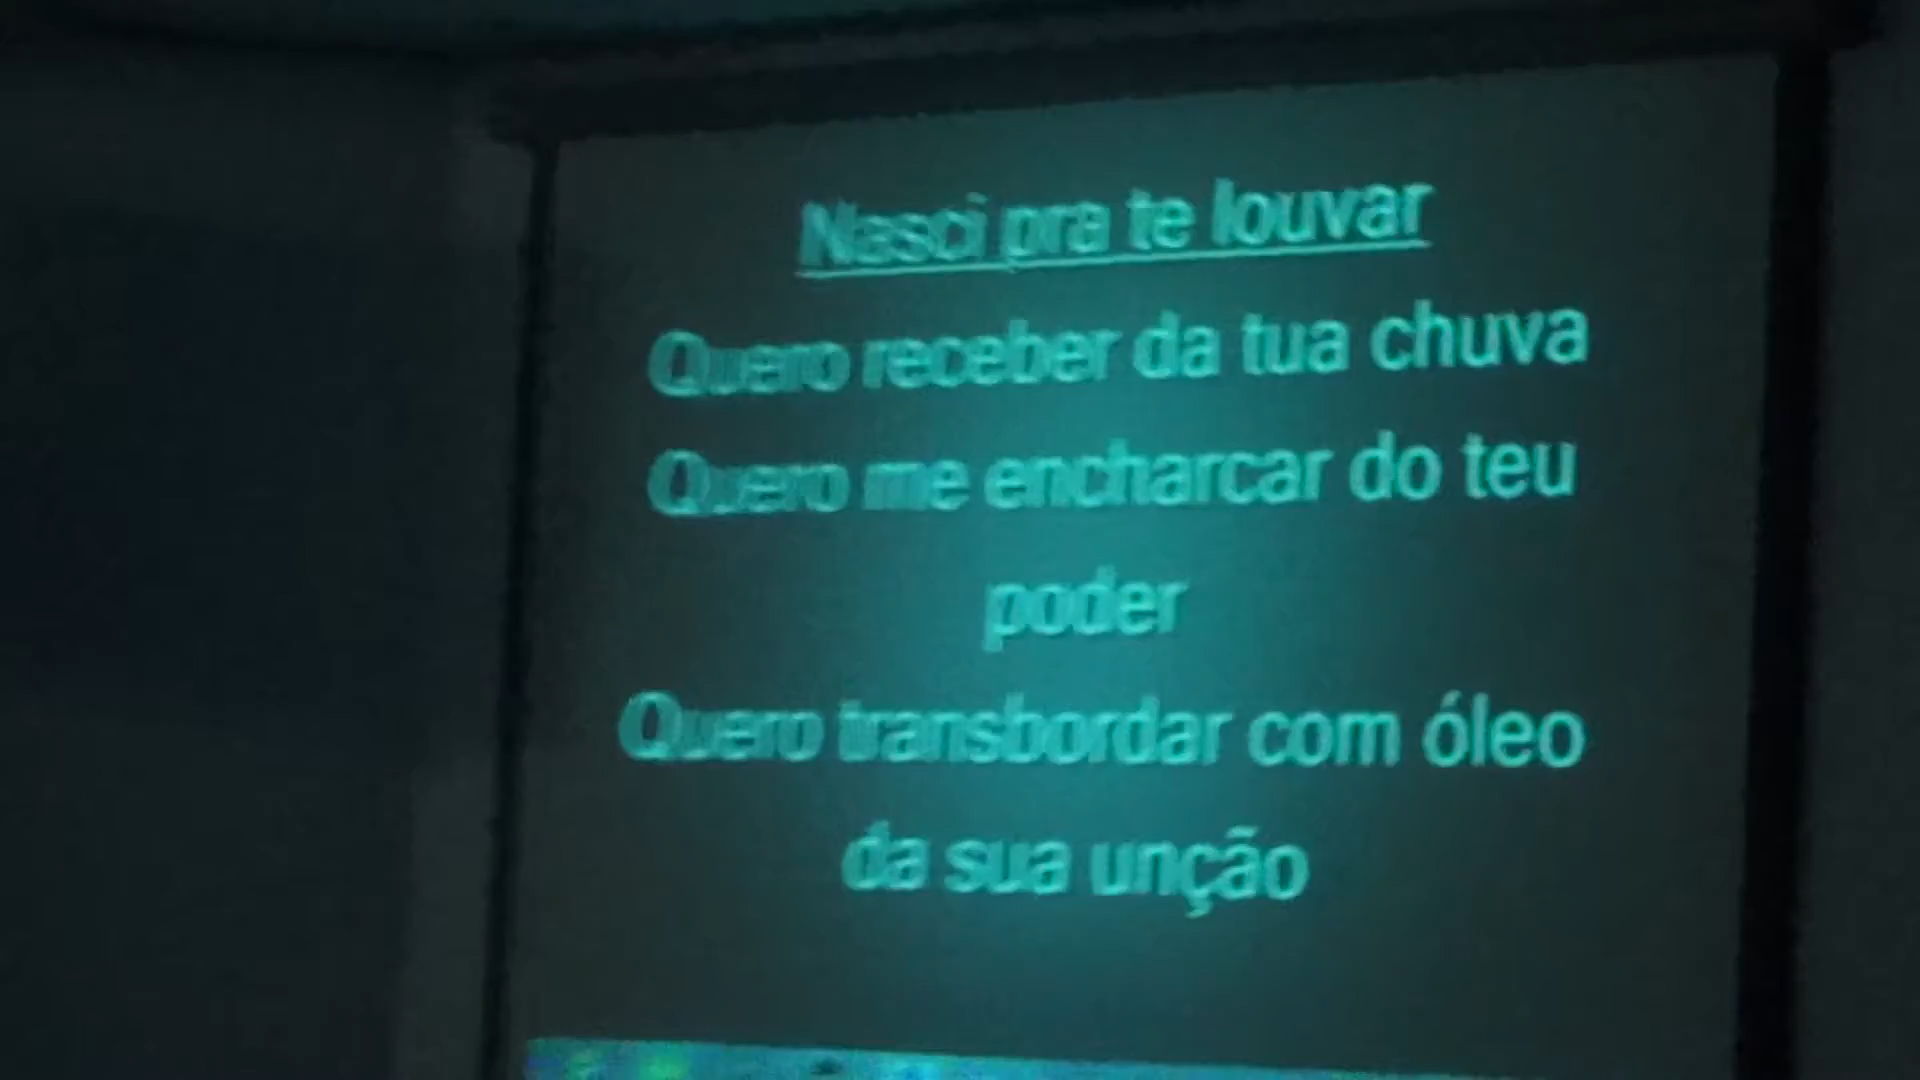 Nasci pra te louvar
Quero receber da tua chuva
Quero me encharcar do teu
poder
Quero transbordar com óleo
da sua unção